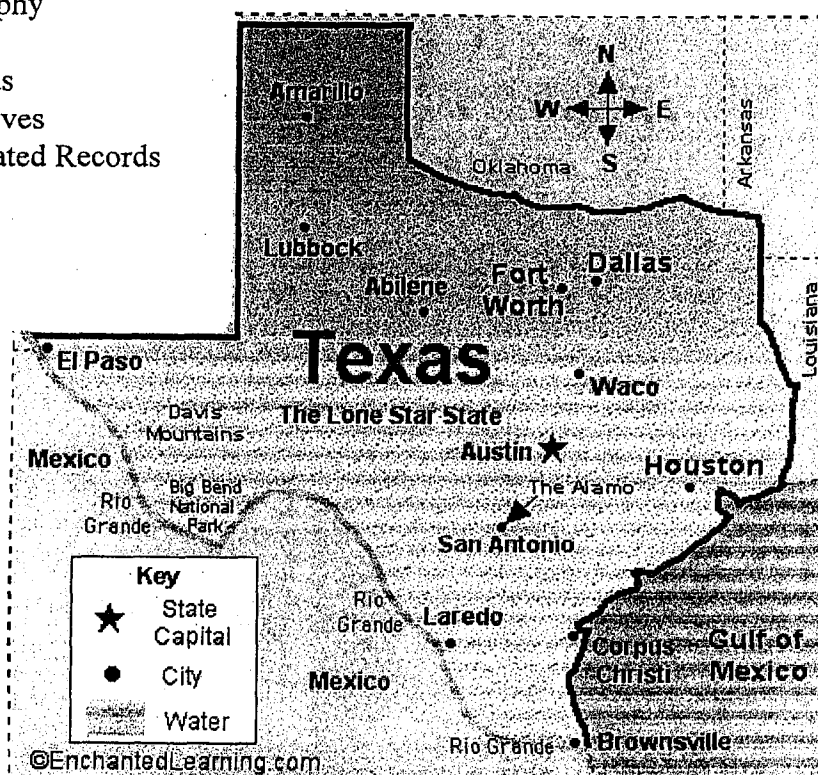 phy
s
ves
ated Records
N
W E
S
Amarillo
Oklahoma
Arkansas
Lubbock
Abilene
Fort
Worth
Dallas
Louisiana
El Paso
Texas
The Lone Star State
Waco
Davis
Mountains
Austin
Houston
Mexico
The Alamo
Rio
Grande
Big Bend
National
Park
San Antonio
Key
State
Capital
City
Water
Rio
Grande
Laredo
Mexico
Corpus
Christi
Gulf of
Mexico
Rio Grande
Brownsville
©EnchantedLearning.com